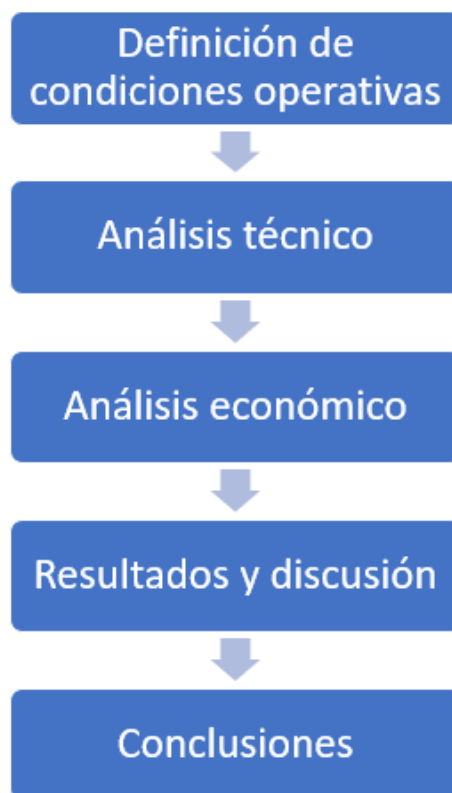 Definición de
condiciones operativas
Análisis técnico
Análisis económico
Resultados y discusión
Conclusiones